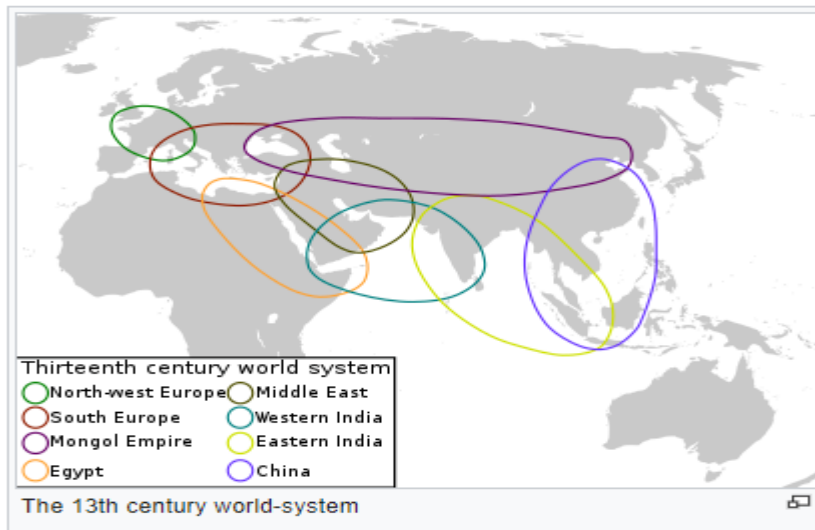 Thirteenth century world system
North-west Europe
Middle East
South Europe
Western India
Mongol Empire
Eastern India
Egypt
China
The 13th century world-system